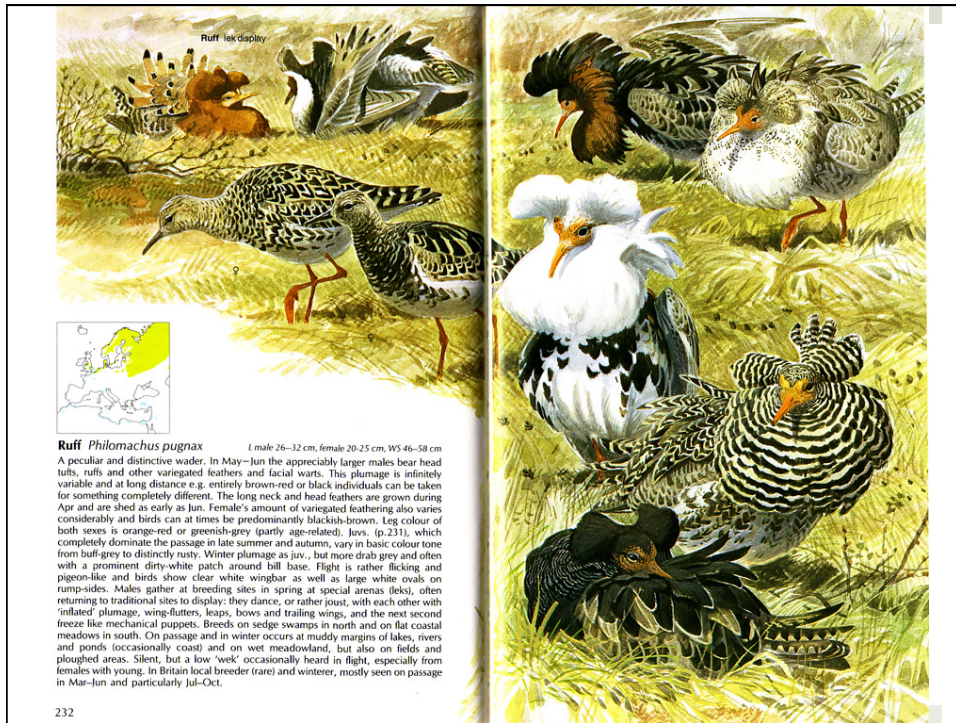 Ruff lek display
♀
♀
Ruff Philomachus pugnax L male 26–32 cm, female 20-25 cm, WS 46–58 cm
A peculiar and distinctive wader. In May–Jun the appreciably larger males bear head
tufts, ruffs and other variegated feathers and facial warts. This plumage is infinitely
variable and at long distance e.g. entirely brown-red or black individuals can be taken
for something completely different. The long neck and head feathers are grown during
Apr and are shed as early as Jun. Female's amount of variegated feathering also varies
considerably and birds can at times be predominantly blackish-brown. Leg colour of
both sexes is orange-red or greenish-grey (partly age-related). Juvs. (p.231), which
completely dominate the passage in late summer and autumn, vary in basic colour tone
from buff-grey to distinctly rusty. Winter plumage as juv., but more drab grey and often
with a prominent dirty-white patch around bill base. Flight is rather flicking and
pigeon-like and birds show clear white wingbar as well as large white ovals on
rump-sides. Males gather at breeding sites in spring at special arenas (leks), often
returning to traditional sites to display: they dance, or rather joust, with each other with
'inflated' plumage, wing-flutters, leaps, bows and trailing wings, and the next second
freeze like mechanical puppets. Breeds on sedge swamps in north and on flat coastal
meadows in south. On passage and in winter occurs at muddy margins of lakes, rivers
and ponds (occasionally coast) and on wet meadowland, but also on fields and
ploughed areas. Silent, but a low 'wek' occasionally heard in flight, especially from
females with young. In Britain local breeder (rare) and winterer, mostly seen on passage
in Mar–Jun and particularly Jul–Oct.
232